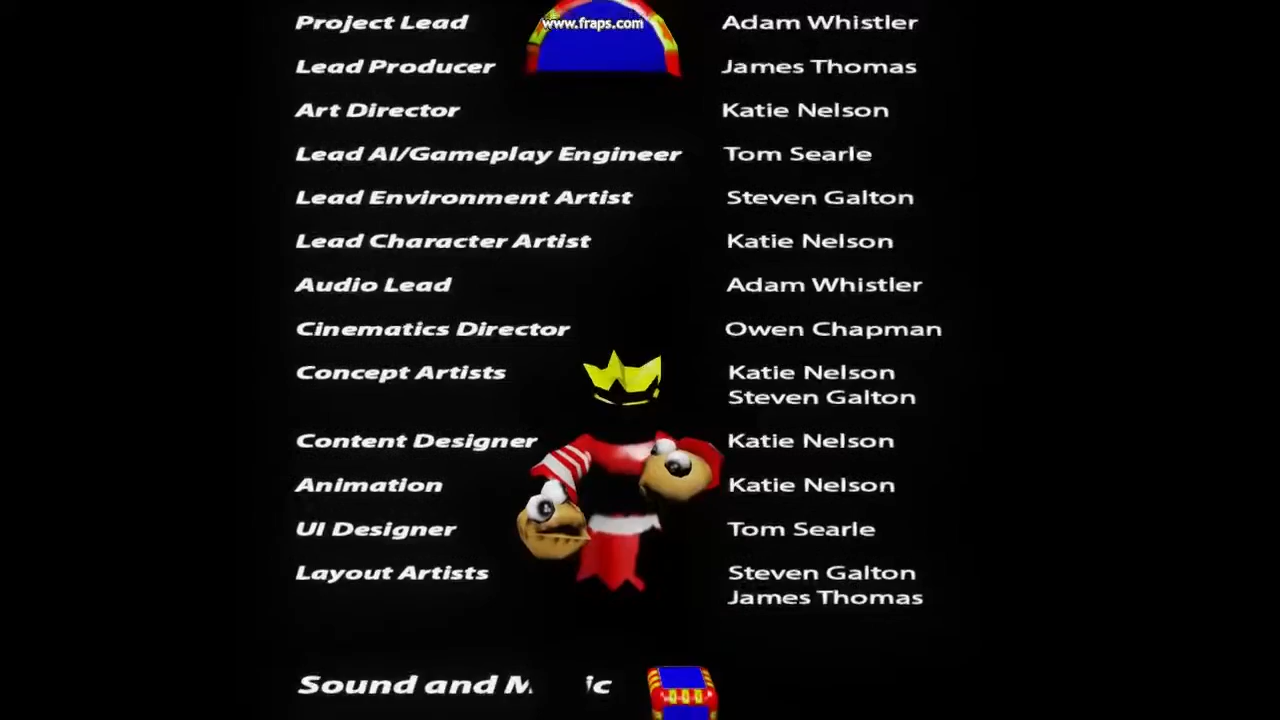 www.fraps.com
Project Lead Adam Whistler
Lead Producer James Thomas
Art Director Katie Nelson
Lead AI/Gameplay Engineer Tom Searle
Lead Environment Artist Steven Galton
Lead Character Artist Katie Nelson
Audio Lead Adam Whistler
Cinematics Director Owen Chapman
Concept Artists Katie Nelson
Steven Galton
Content Designer Katie Nelson
Animation Katie Nelson
UI Designer Tom Searle
Layout Artists Steven Galton
James Thomas
Sound and
000